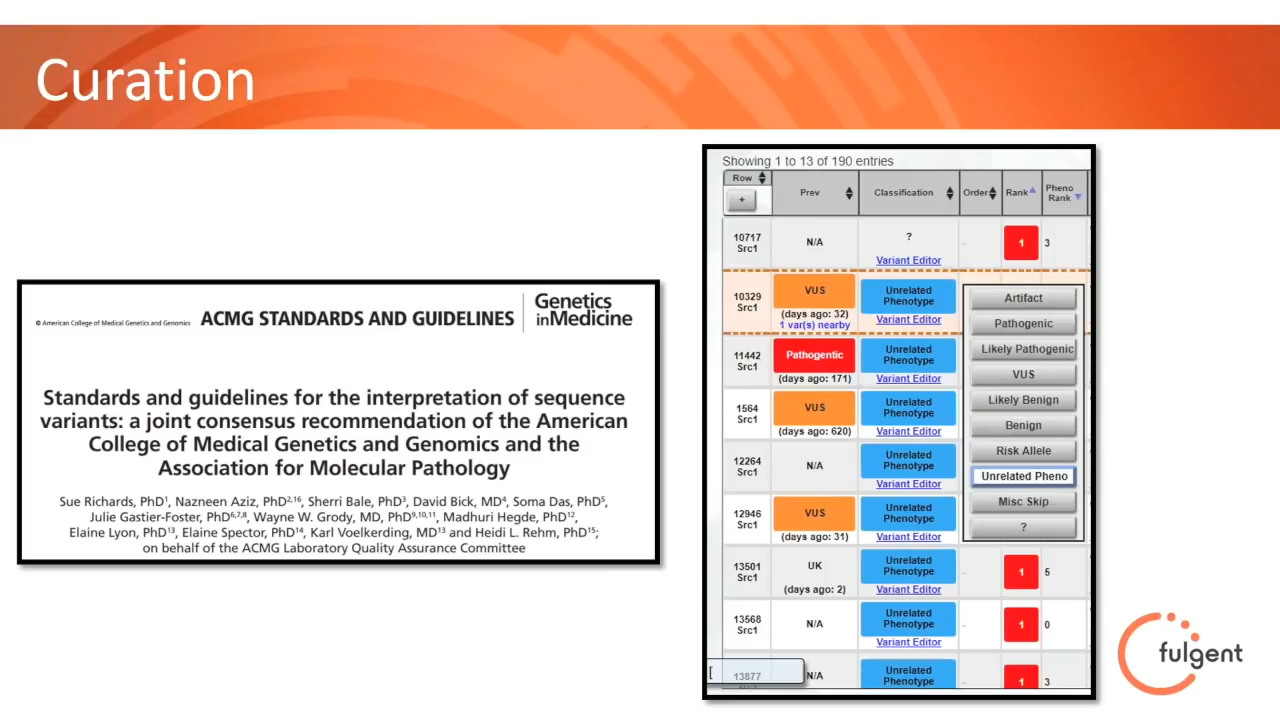 Curation
© American College of Medical Genetics and Genomics ACMG STANDARDS AND GUIDELINES
Genetics
inMedicine
Standards and guidelines for the interpretation of sequence
variants: a joint consensus recommendation of the American
College of Medical Genetics and Genomics and the
Association for Molecular Pathology
Sue Richards, PhD1, Nazneen Aziz, PhD2,16, Sherri Bale, PhD3, David Bick, MD4, Soma Das, PhD5,
Julie Gastier-Foster, PhD6,7,8, Wayne W. Grody, MD, PhD9,10,11, Madhuri Hegde, PhD12,
Elaine Lyon, PhD13, Elaine Spector, PhD14, Karl Voelkerding, MD13 and Heidi L. Rehm, PhD15;
on behalf of the ACMG Laboratory Quality Assurance Committee
Showing 1 to 13 of 190 entries
Row + Prev Classification Order Rank Pheno Rank
10717 Src1 N/A ? Variant Editor - 1 3
10329 Src1 VUS (days ago: 32) 1 var(s) nearby Unrelated Phenotype Variant Editor
11442 Src1 Pathogentic (days ago: 171) Unrelated Phenotype Variant Editor
1564 Src1 VUS (days ago: 620) Unrelated Phenotype Variant Editor
12264 Src1 N/A Unrelated Phenotype Variant Editor
12946 Src1 VUS (days ago: 31) Unrelated Phenotype Variant Editor
13501 Src1 UK (days ago: 2) Unrelated Phenotype Variant Editor - 1 5
13568 Src1 N/A Unrelated Phenotype Variant Editor - 1 0
13877 N/A Unrelated Phenotype 1 3
[
Artifact
Pathogenic
Likely Pathogenic
VUS
Likely Benign
Benign
Risk Allele
Unrelated Pheno
Misc Skip
?
fulgent